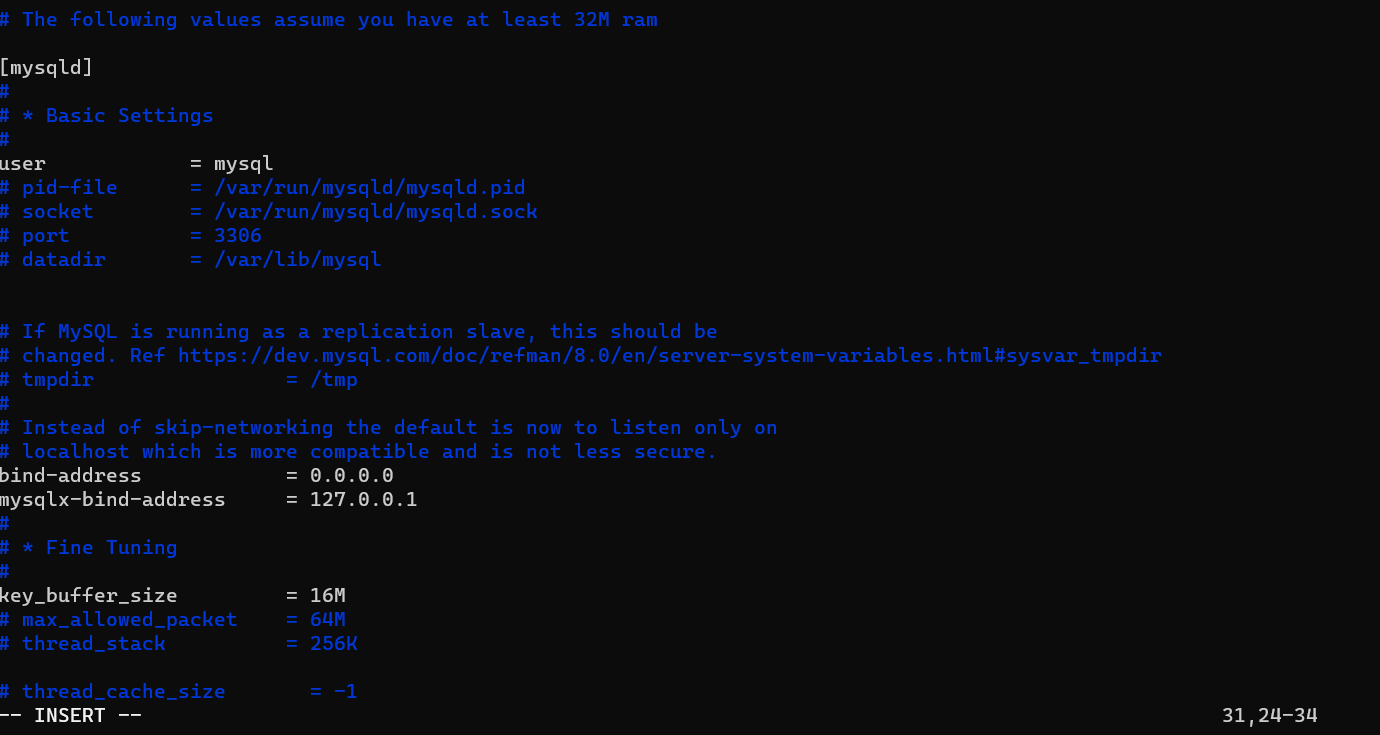 # The following values assume you have at least 32M ram
[mysqld]
#
# * Basic Settings
#
user            = mysql
# pid-file      = /var/run/mysqld/mysqld.pid
# socket        = /var/run/mysqld/mysqld.sock
# port          = 3306
# datadir       = /var/lib/mysql
# If MySQL is running as a replication slave, this should be
# changed. Ref https://dev.mysql.com/doc/refman/8.0/en/server-system-variables.html#sysvar_tmpdir
# tmpdir                = /tmp
#
# Instead of skip-networking the default is now to listen only on
# localhost which is more compatible and is not less secure.
bind-address            = 0.0.0.0
mysqlx-bind-address     = 127.0.0.1
#
# * Fine Tuning
#
key_buffer_size         = 16M
# max_allowed_packet    = 64M
# thread_stack          = 256K
# thread_cache_size       = -1
-- INSERT --                                                                                          31,24-34